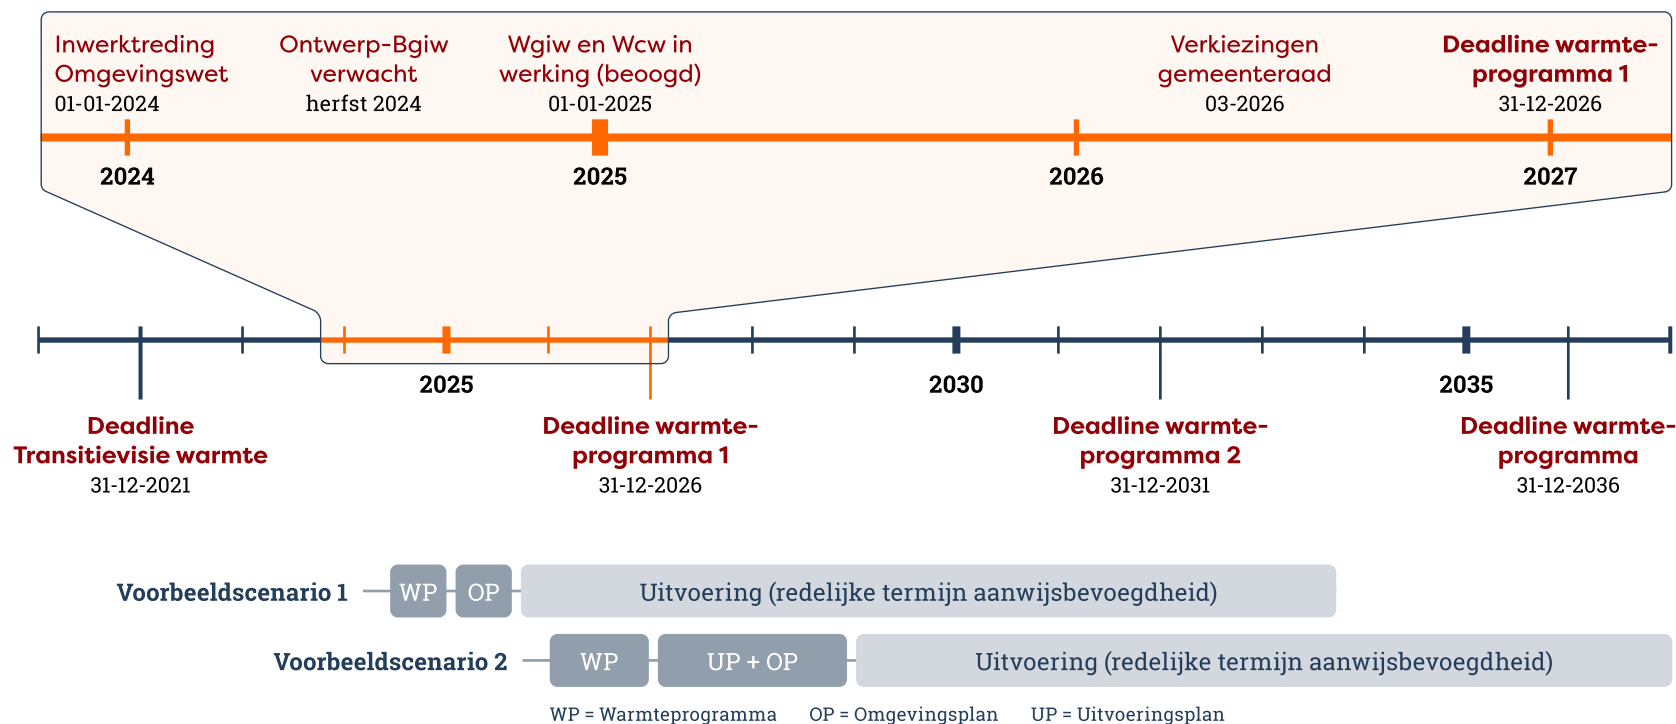 Inwerktreding
Omgevingswet
01-01-2024
Ontwerp-Bgiw
verwacht
herfst 2024
Wgiw en Wcw in
werking (beoogd)
01-01-2025
Verkiezingen
gemeenteraad
03-2026
Deadline warmte-
programma 1
31-12-2026
2024
2025
2026
2027
2025
2030
2035
Deadline
Transitievisie warmte
31-12-2021
Deadline warmte-
programma 1
31-12-2026
Deadline warmte-
programma 2
31-12-2031
Deadline warmte-
programma
31-12-2036
Voorbeeldscenario 1
WP
OP
Uitvoering (redelijke termijn aanwijsbevoegdheid)
Voorbeeldscenario 2
WP
UP + OP
Uitvoering (redelijke termijn aanwijsbevoegdheid)
WP = Warmteprogramma
OP = Omgevingsplan
UP = Uitvoeringsplan